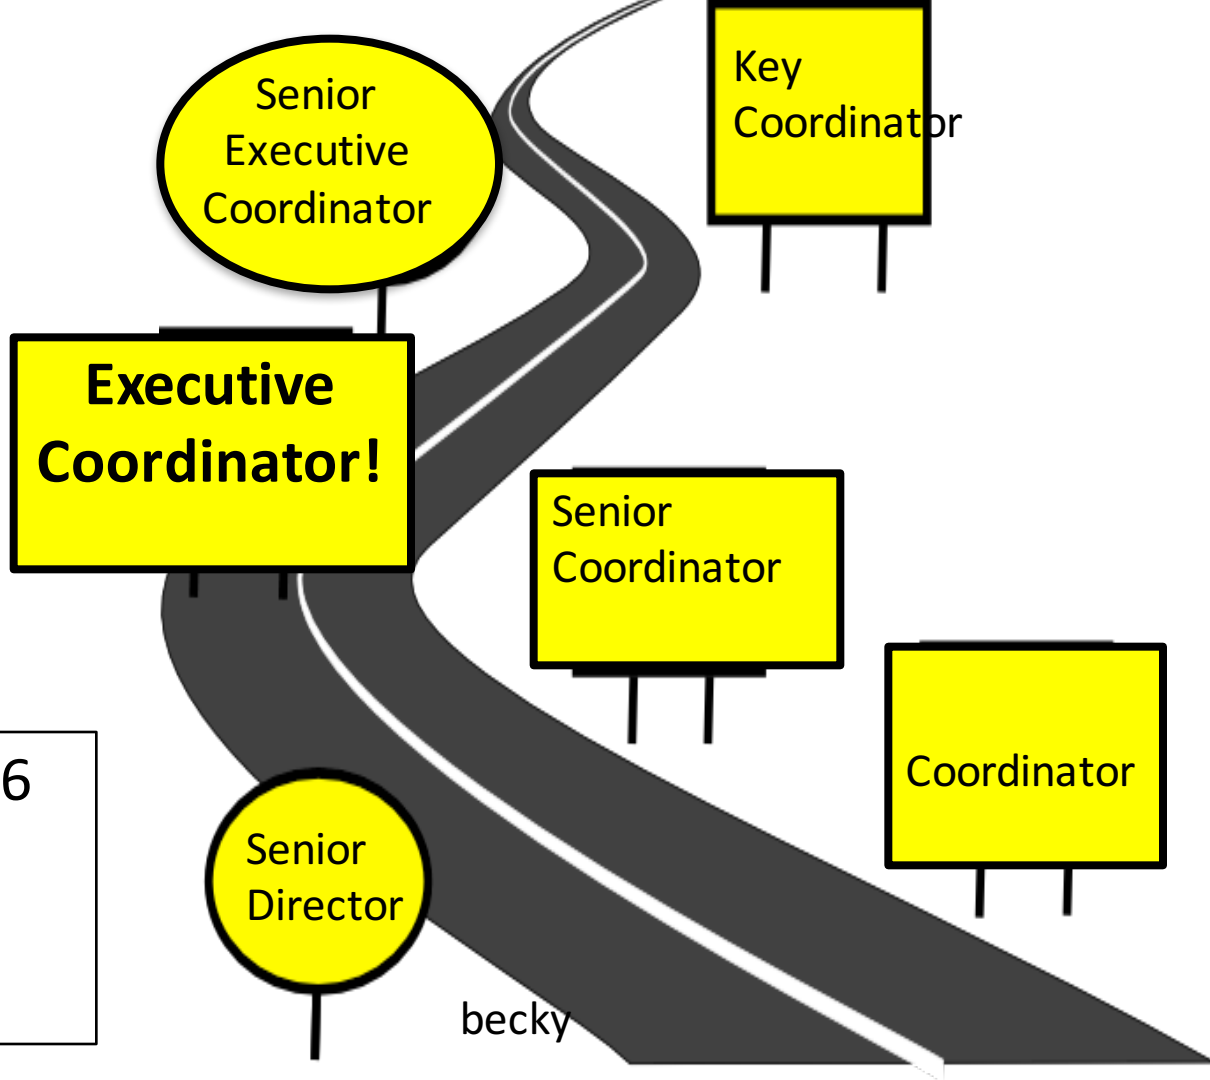 Senior
Executive
Coordinator
Key
Coordinator
Executive
Coordinator!
Senior
Coordinator
Coordinator
6
Senior
Director
becky